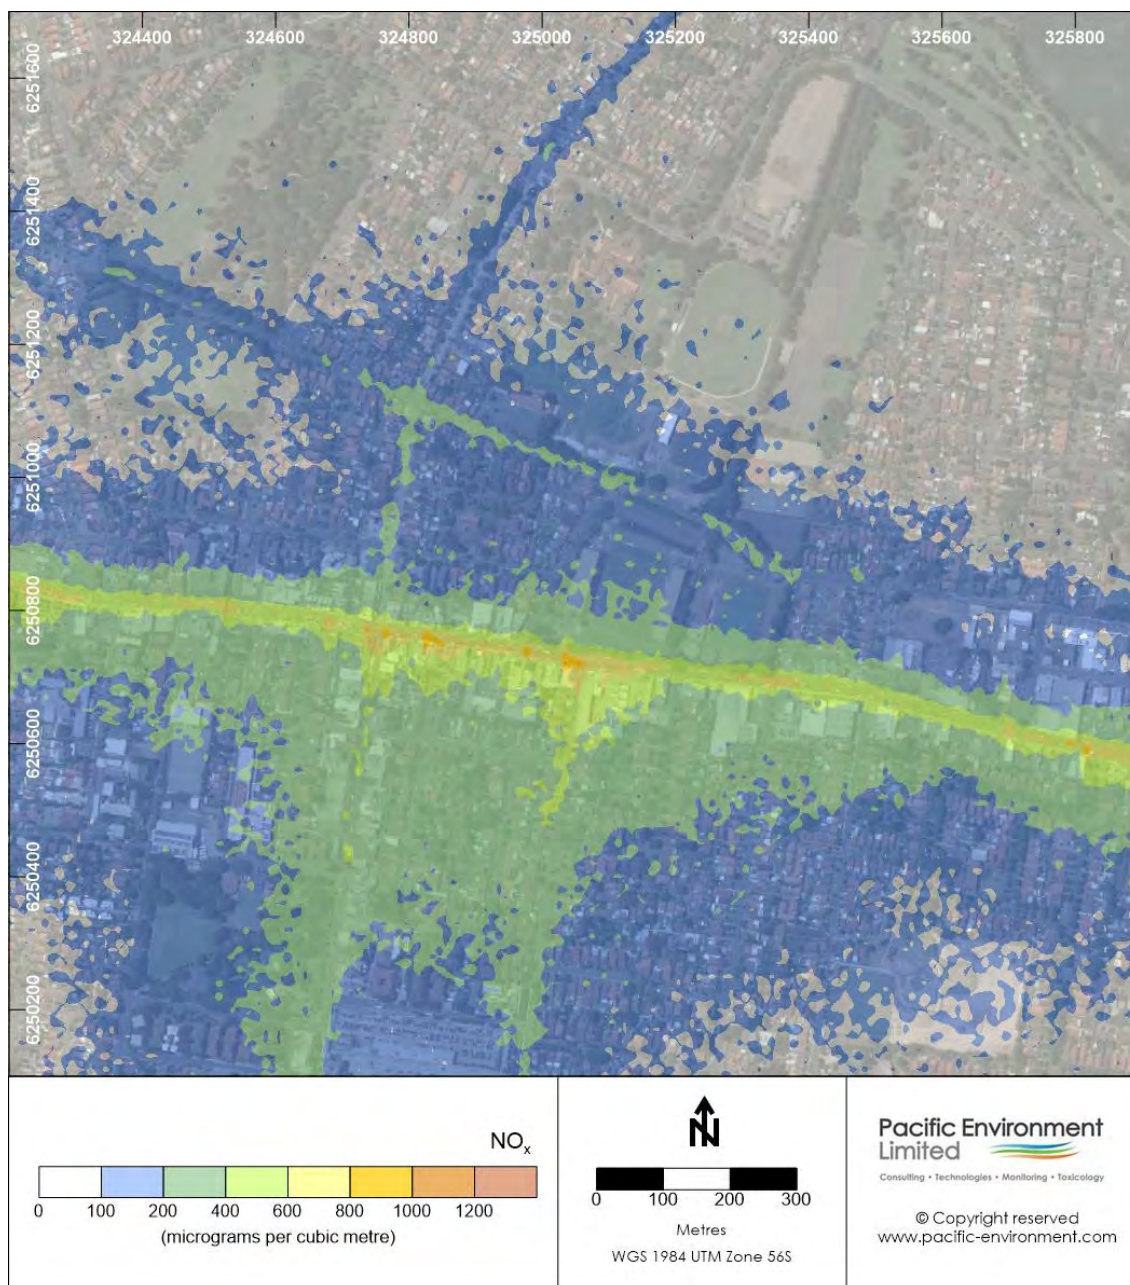 324400 324600 324800 325000 325200 325400 325600 325800
6251600
6251400
6251200
6251000
6250800
6250600
6250400
6250200
NOx
0 100 200 400 600 800 1000 1200
(micrograms per cubic metre)
N
0 100 200 300
Metres
WGS 1984 UTM Zone 56S
Pacific Environment
Limited
Consulting • Technologies • Monitoring • Toxicology
© Copyright reserved
www.pacific-environment.com